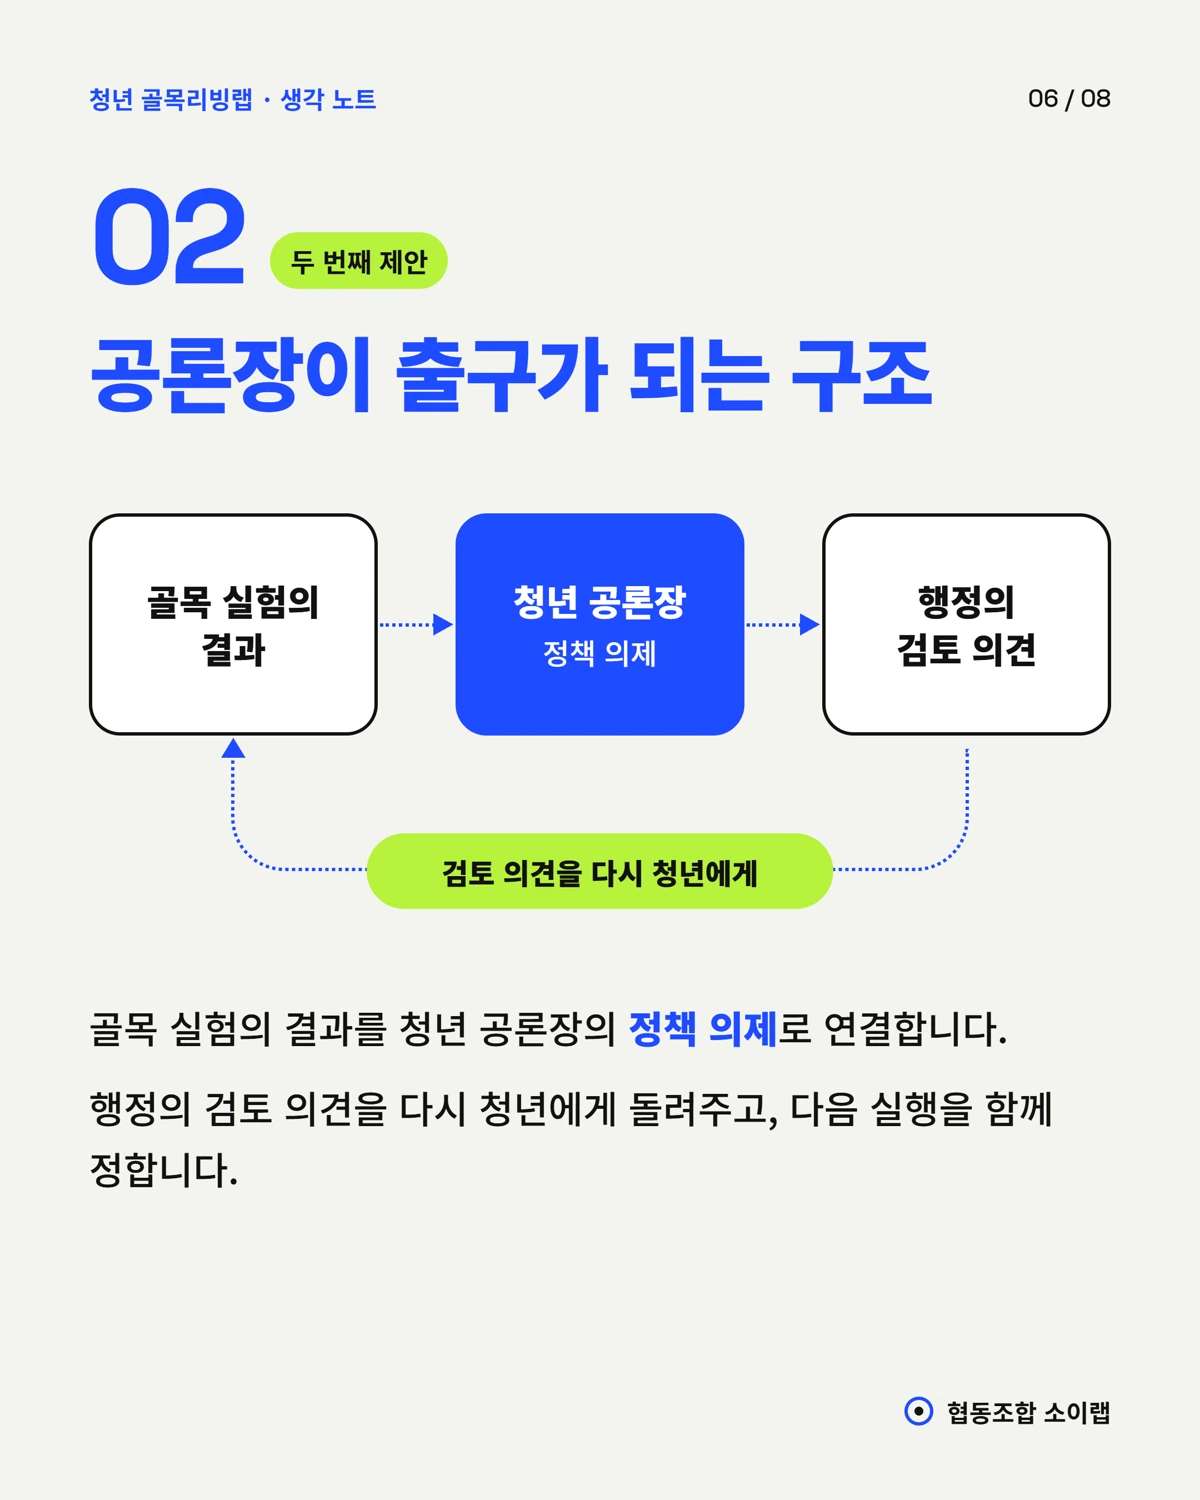 청년 골목리빙랩 · 생각 노트
06 / 08
02
두 번째 제안
공론장이 출구가 되는 구조
골목 실험의
결과
청년 공론장
정책 의제
행정의
검토 의견
검토 의견을 다시 청년에게
골목 실험의 결과를 청년 공론장의 정책 의제로 연결합니다.
행정의 검토 의견을 다시 청년에게 돌려주고, 다음 실행을 함께
정합니다.
협동조합 소이랩